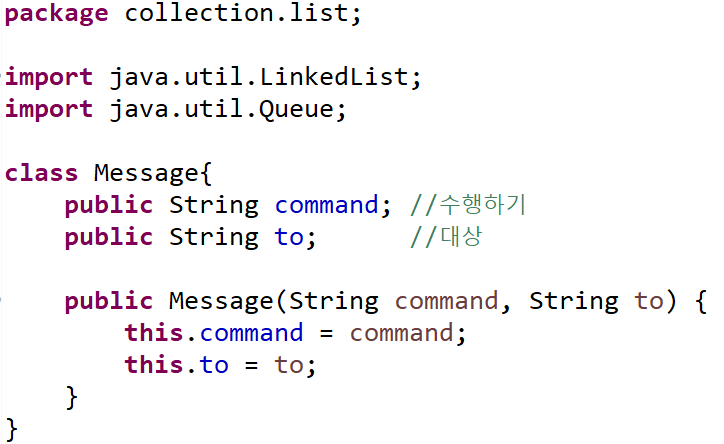 package collection.list;
import java.util.LinkedList;
import java.util.Queue;
class Message{
public String command; //수행하기
public String to; //대상
public Message(String command, String to) {
this.command = command;
this.to = to;
}
}